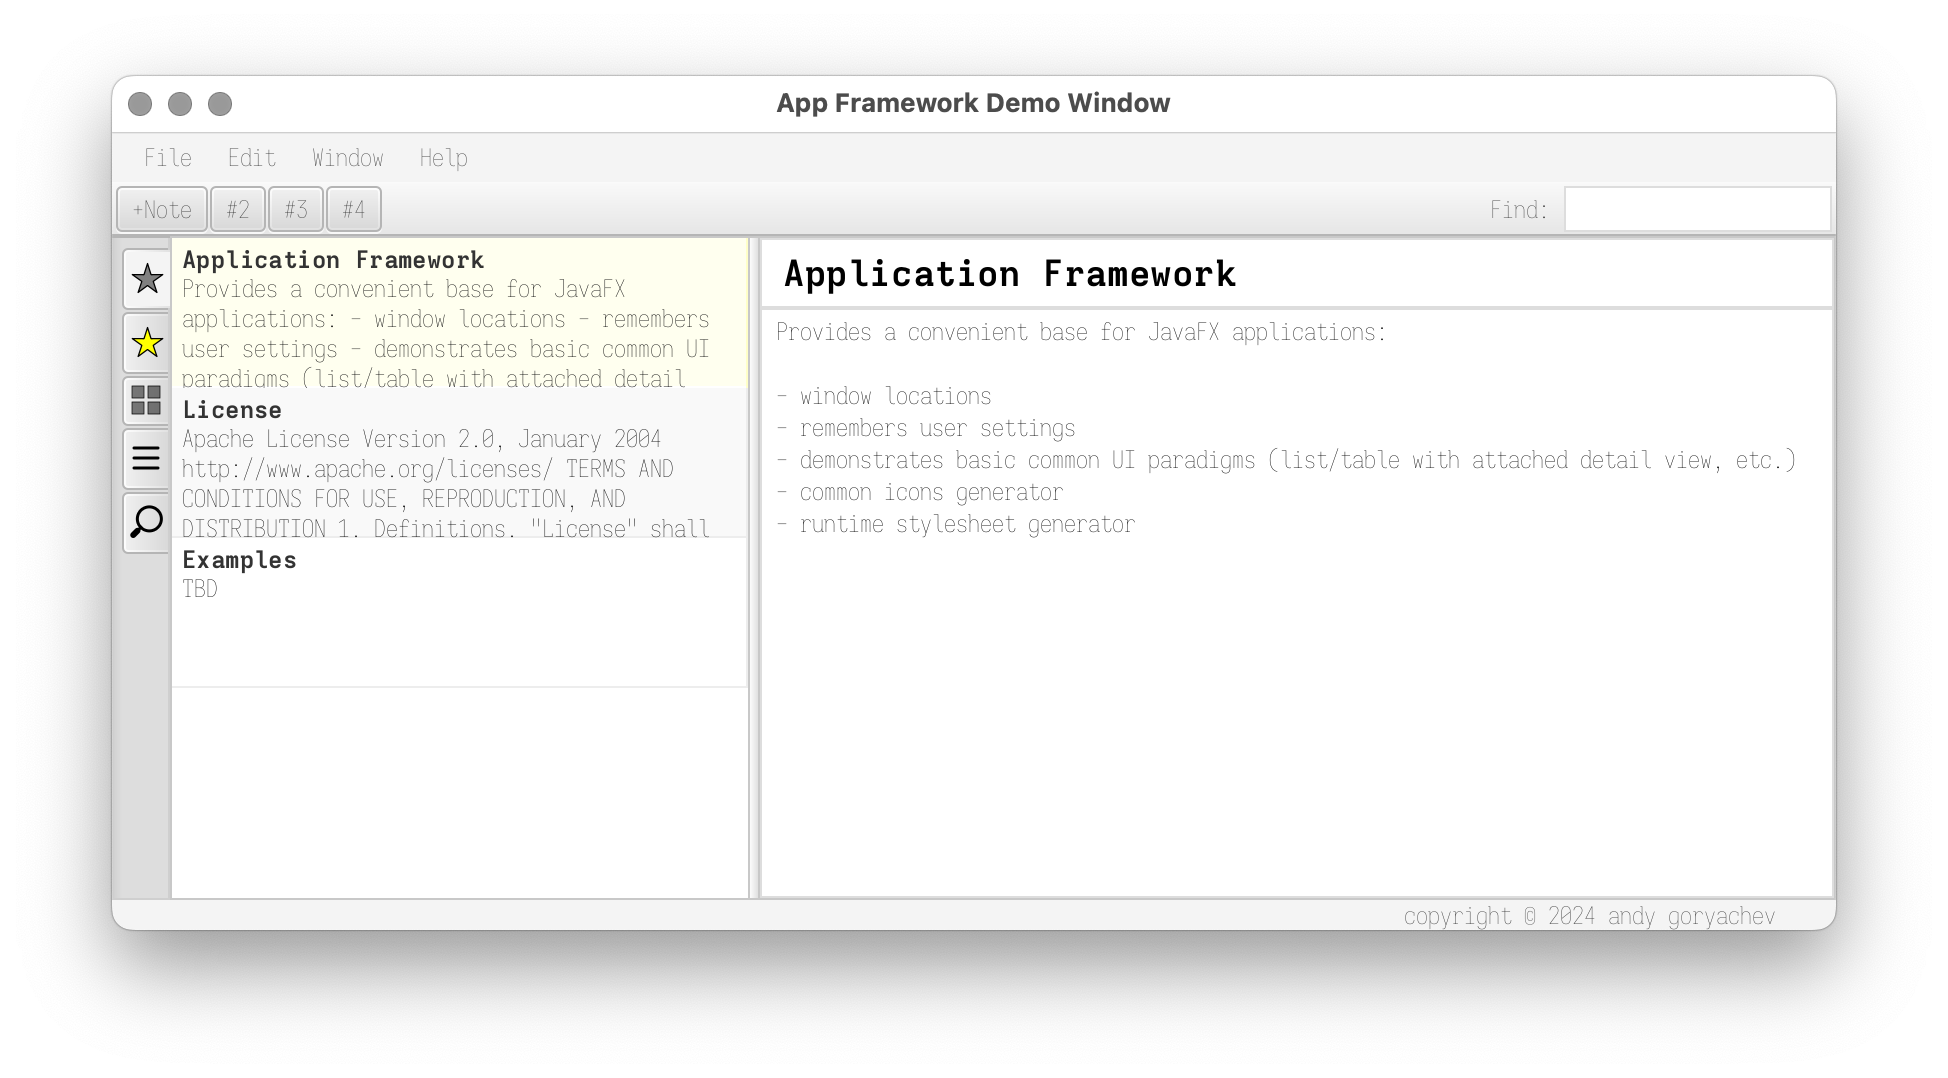 App Framework Demo Window
File Edit Window Help
+Note #2 #3 #4 Find:
Application Framework
Provides a convenient base for JavaFX
applications: - window locations - remembers
user settings - demonstrates basic common UI
paradigms (list/table with attached detail
License
Apache License Version 2.0, January 2004
http://www.apache.org/licenses/ TERMS AND
CONDITIONS FOR USE, REPRODUCTION, AND
DISTRIBUTION 1. Definitions. "License" shall
Examples
TBD
Application Framework
Provides a convenient base for JavaFX applications:
- window locations
- remembers user settings
- demonstrates basic common UI paradigms (list/table with attached detail view, etc.)
- common icons generator
- runtime stylesheet generator
copyright © 2024 andy goryachev